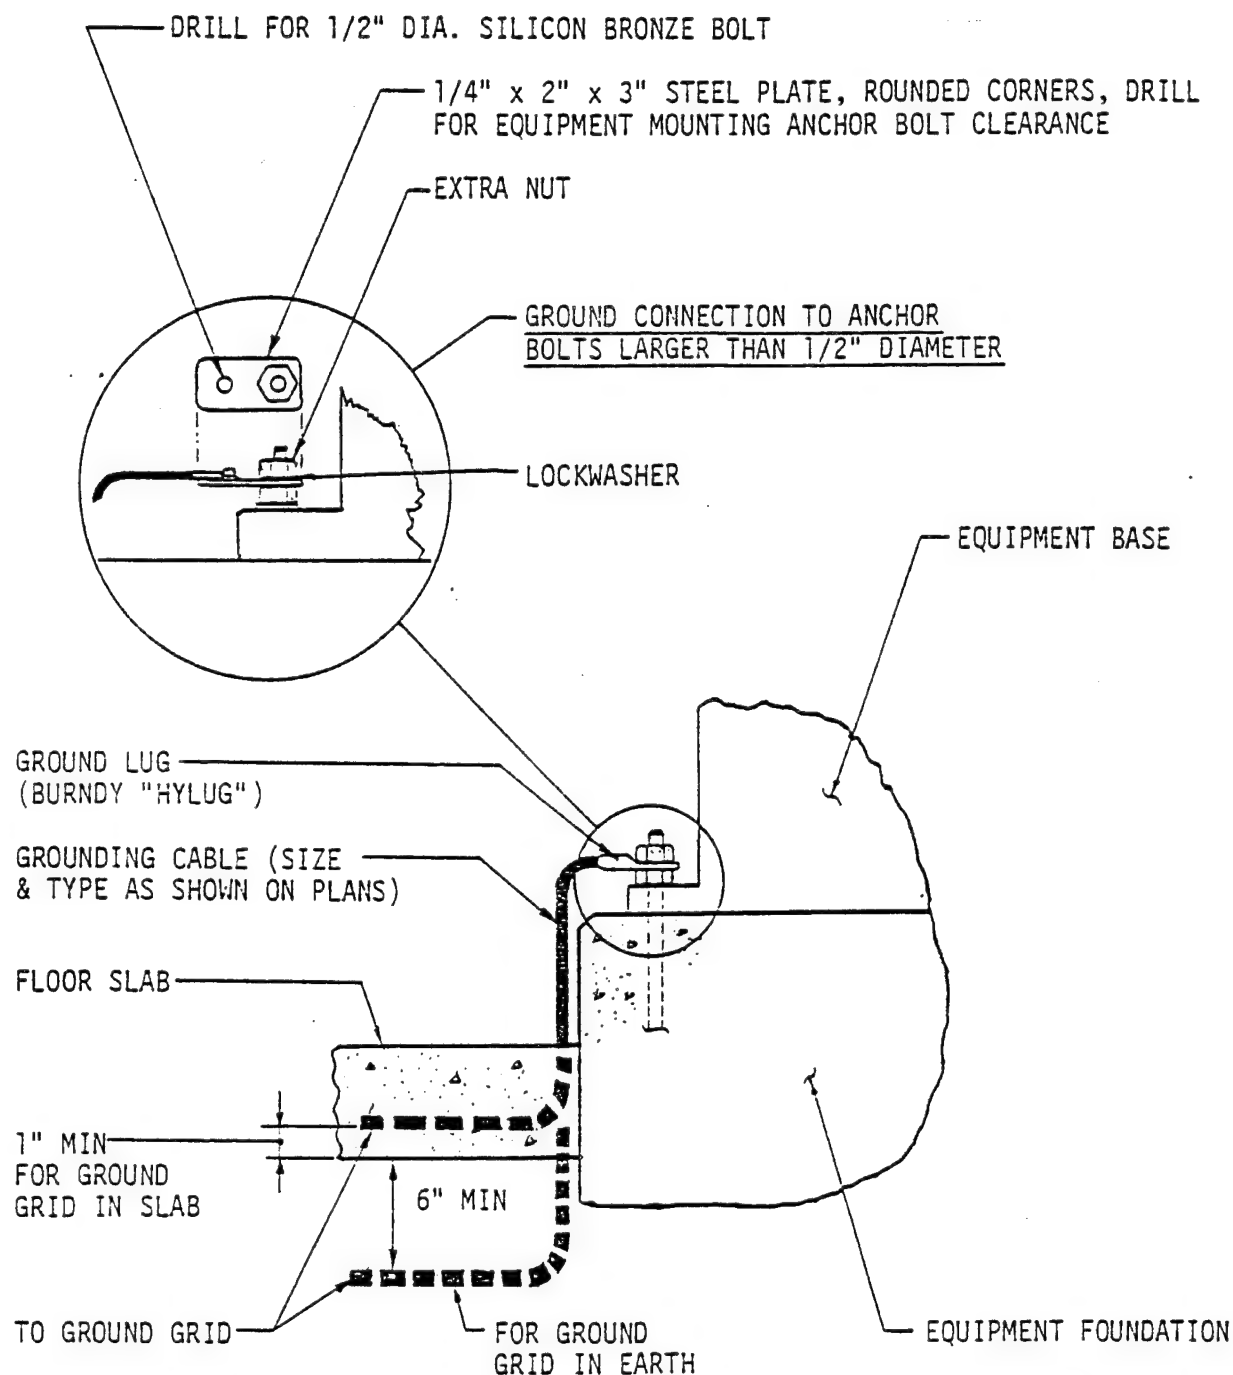 DRILL FOR 1/2" DIA. SILICON BRONZE BOLT
1/4" x 2" x 3" STEEL PLATE, ROUNDED CORNERS, DRILL
FOR EQUIPMENT MOUNTING ANCHOR BOLT CLEARANCE
EXTRA NUT
GROUND CONNECTION TO ANCHOR
BOLTS LARGER THAN 1/2" DIAMETER
LOCKWASHER
EQUIPMENT BASE
GROUND LUG
(BURNDY "HYLUG")
GROUNDING CABLE (SIZE
& TYPE AS SHOWN ON PLANS)
FLOOR SLAB
1" MIN
FOR GROUND
GRID IN SLAB
6" MIN
TO GROUND GRID
FOR GROUND
GRID IN EARTH
EQUIPMENT FOUNDATION